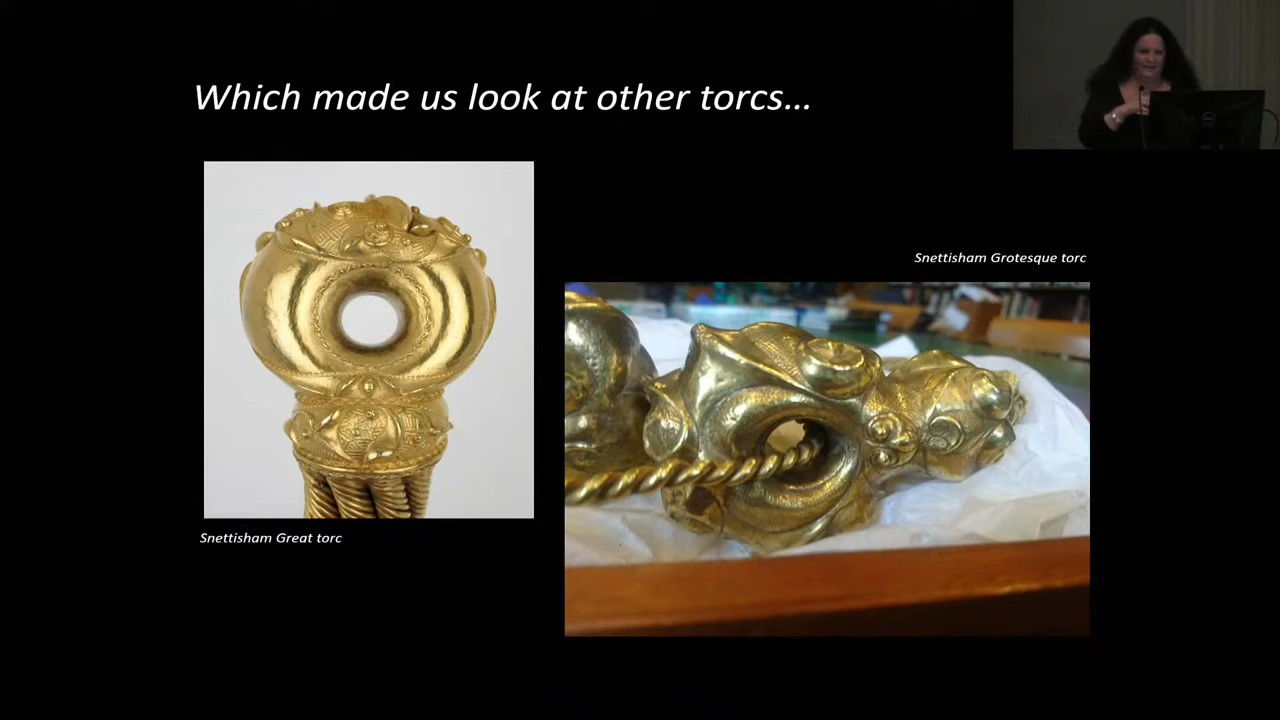 Which made us look at other torcs...
Snettisham Grotesque torc
Snettisham Great torc